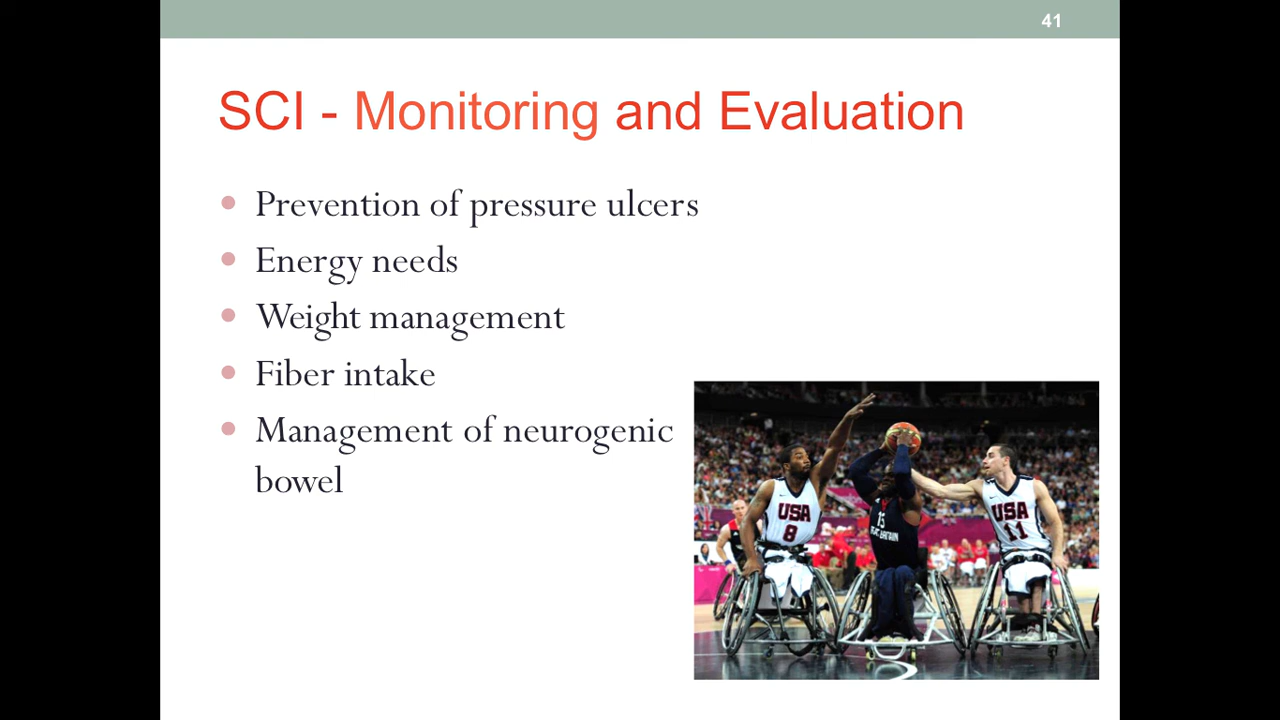 41
SCI - Monitoring and Evaluation
Prevention of pressure ulcers
Energy needs
Weight management
Fiber intake
Management of neurogenic
bowel
USA
8
15
USA
11